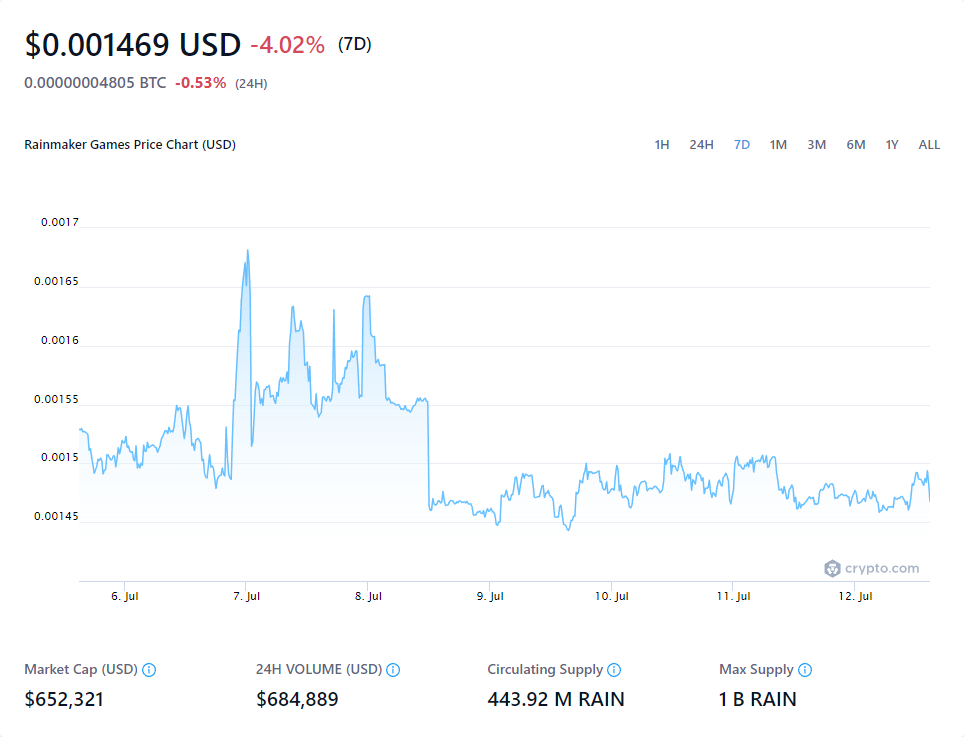 $0.001469 USD -4.02% (7D)
0.00000004805 BTC -0.53% (24H)
Rainmaker Games Price Chart (USD) 1H 24H 7D 1M 3M 6M 1Y ALL
0.0017
0.00165
0.0016
0.00155
0.0015
0.00145
crypto.com
6. Jul 7. Jul 8. Jul 9. Jul 10. Jul 11. Jul 12. Jul
Market Cap (USD) 24H VOLUME (USD) Circulating Supply Max Supply
$652,321 $684,889 443.92 M RAIN 1 B RAIN